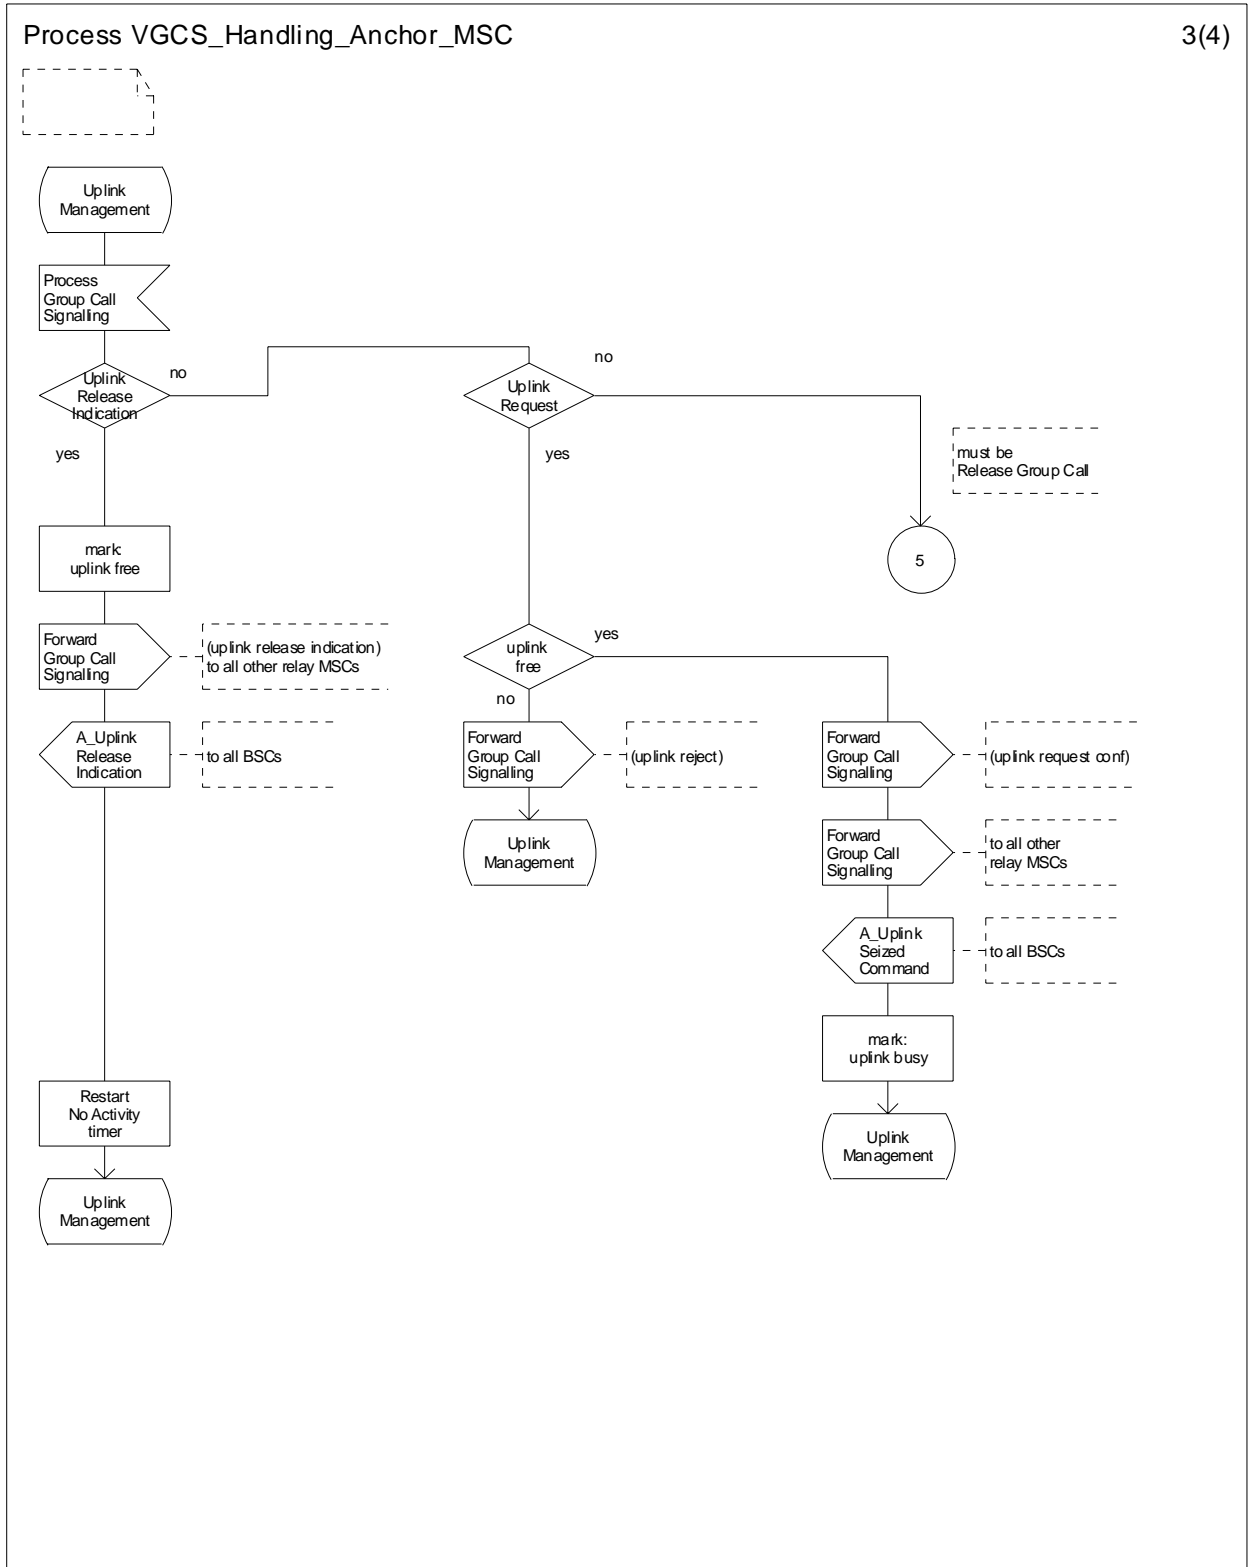 Process VGCS_Handling_Anchor_MSC
3(4)
Uplink
Management
Process
Group Call
Signalling
Uplink
Release
Indication
no
yes
Uplink
Request
no
yes
must be
Release Group Call
5
mark:
uplink free
Forward
Group Call
Signalling
(uplink release indication)
to all other relay MSCs
A_Uplink
Release
Indication
to all BSCs
Restart
No Activity
timer
Uplink
Management
uplink
free
yes
no
Forward
Group Call
Signalling
(uplink reject)
Uplink
Management
Forward
Group Call
Signalling
(uplink request conf)
Forward
Group Call
Signalling
to all other
relay MSCs
A_Uplink
Seized
Command
to all BSCs
mark:
uplink busy
Uplink
Management